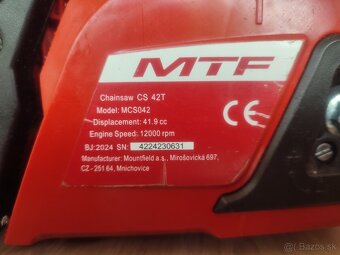 MTF
Chainsaw CS 42T
Model: MCS042
Displacement: 41.9 cc
Engine Speed: 12000 rpm
BJ:2024 SN: 4224230631
Manufacturer: Mountfield a.s., Mirošovická 697,
CZ - 251 64, Mnichovice
CE
bazos.sk